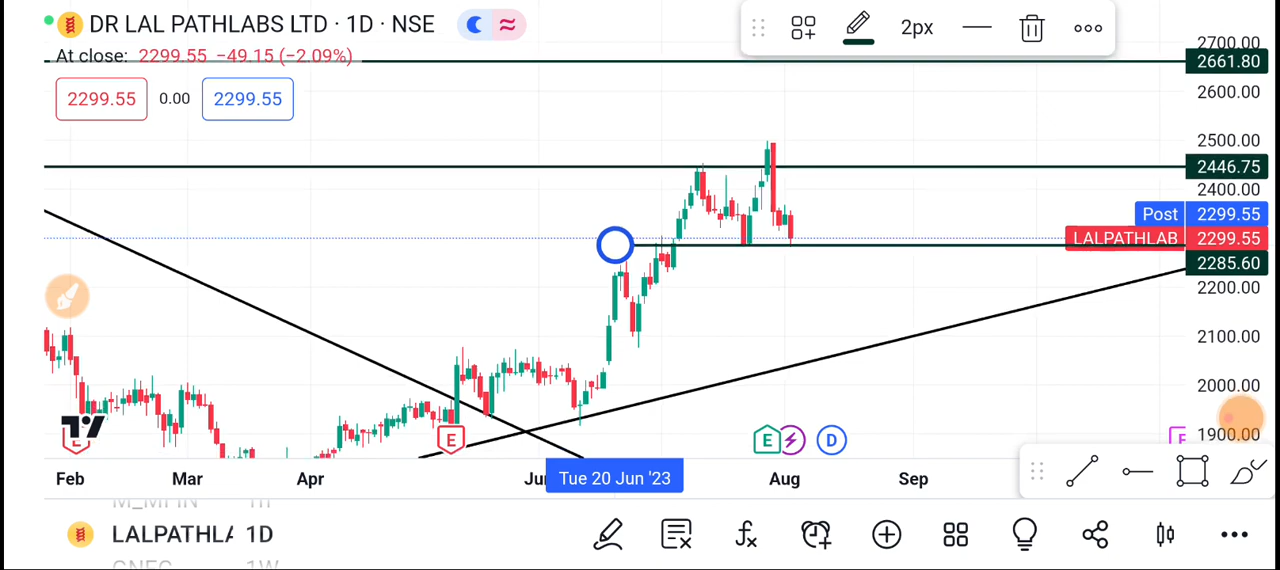 DR LAL PATHLABS LTD · 1D · NSE
2px
At close: 2299.55 −49.15 (−2.09%)
2299.55 0.00 2299.55
2700.00
2661.80
2600.00
2500.00
2446.75
2400.00
Post 2299.55
LALPATHLAB 2299.55
2285.60
2200.00
2100.00
2000.00
1900.00
E
E
D
Feb Mar Apr Tue 20 Jun '23 Aug Sep
LALPATHLA 1D